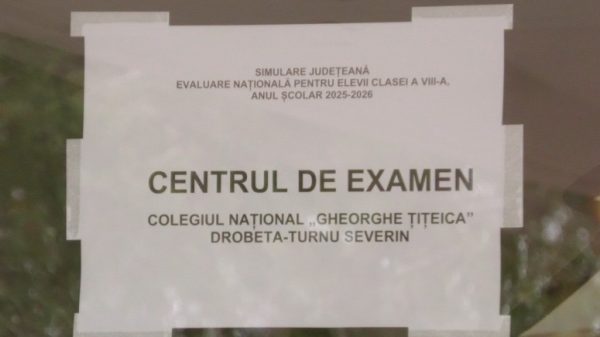 SIMULARE JUDEȚEANĂ
EVALUARE NAȚIONALĂ PENTRU ELEVII CLASEI A VIII-A,
ANUL ȘCOLAR 2025-2026
CENTRUL DE EXAMEN
COLEGIUL NAȚIONAL „GHEORGHE ȚIȚEICA”
DROBETA-TURNU SEVERIN